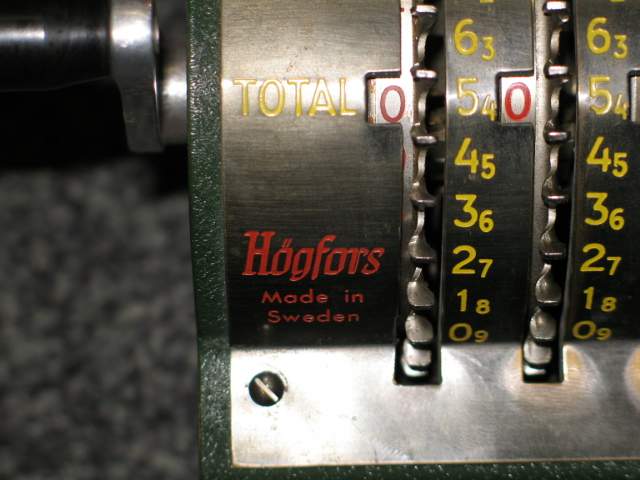 63 63
TOTAL 0 54 0 54
45 45
36 36
Högfors 27 27
Made in 18 18
Sweden 09 09